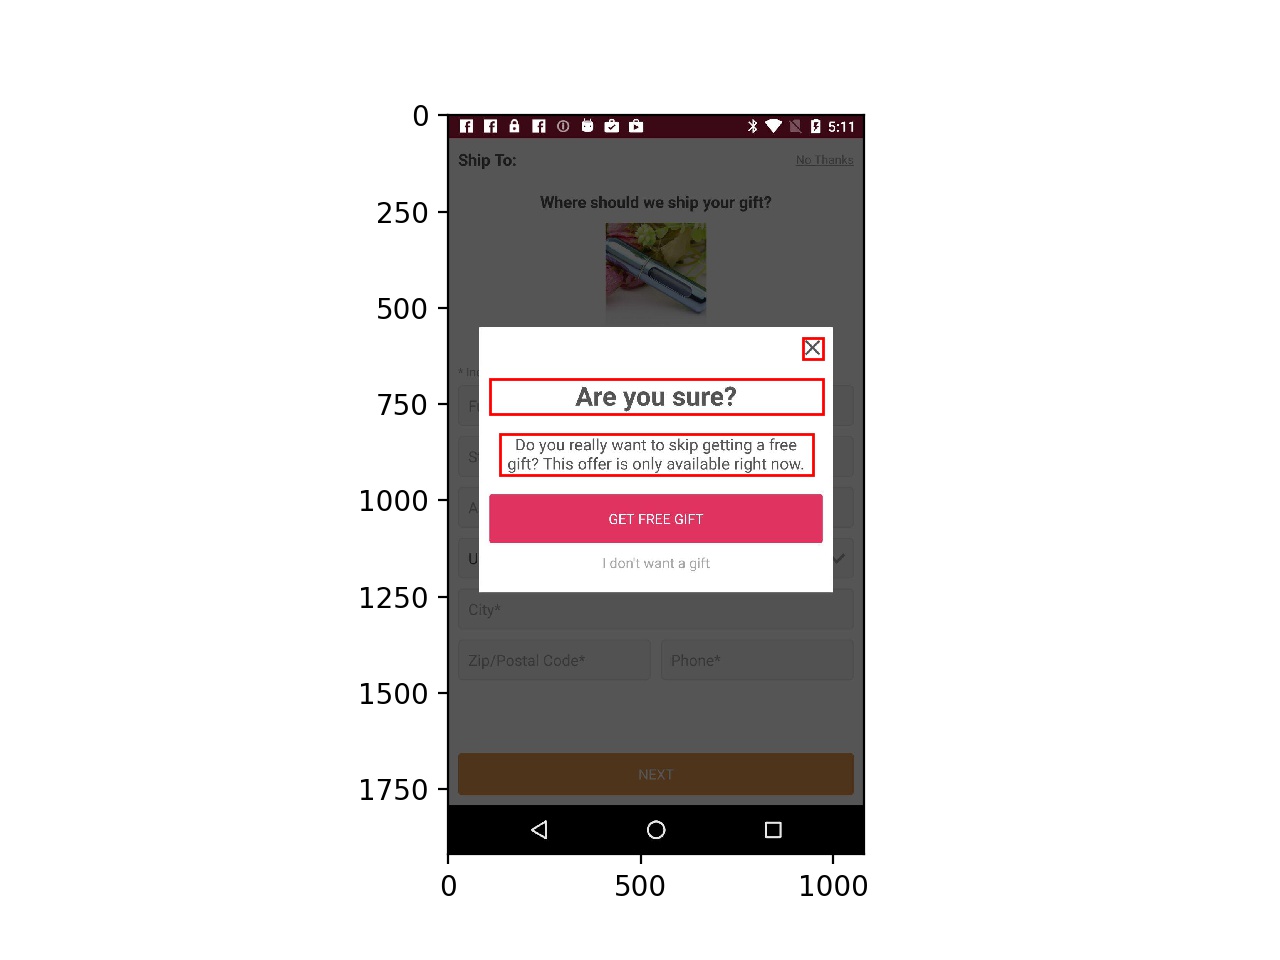 0
250
500
750
1000
1250
1500
1750
5:11
Ship To:
No Thanks
Where should we ship your gift?
Are you sure?
Do you really want to skip getting a free
gift? This offer is only available right now.
GET FREE GIFT
I don't want a gift
City*
Zip/Postal Code* Phone*
NEXT
0 500 1000